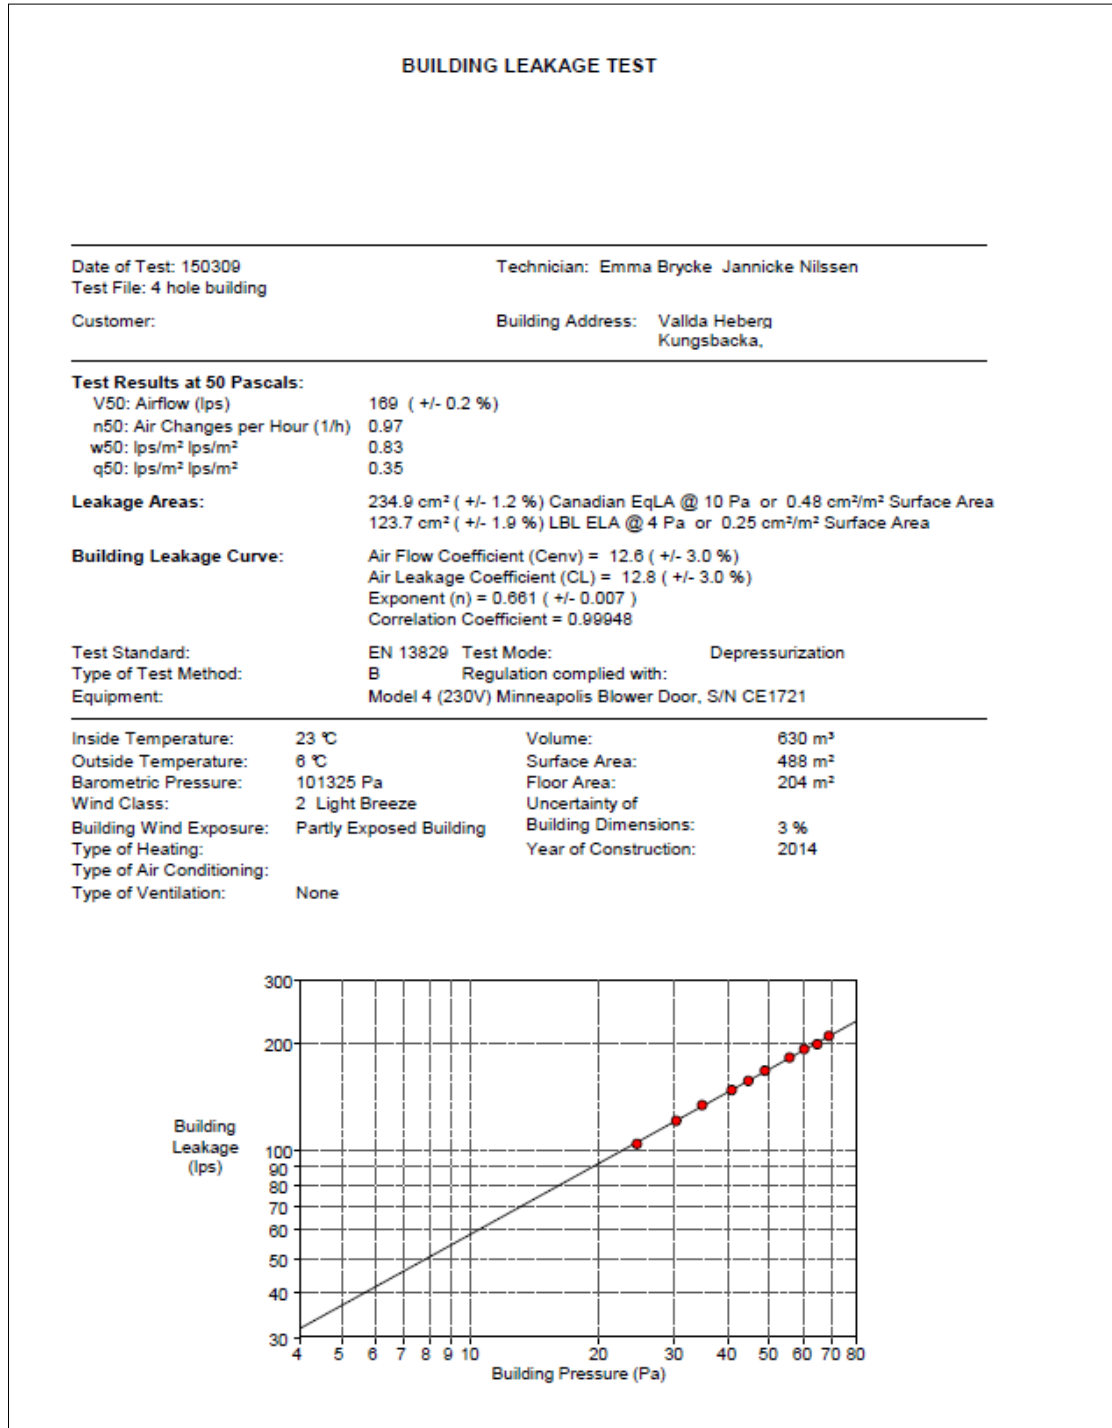 BUILDING LEAKAGE TEST
Date of Test: 150309 Technician: Emma Brycke Jannicke Nilssen
Test File: 4 hole building
Customer: Building Address: Vallda Heberg
Kungsbacka,
Test Results at 50 Pascals:
V50: Airflow (lps) 169 ( +/- 0.2 %)
n50: Air Changes per Hour (1/h) 0.97
w50: lps/m² lps/m² 0.83
q50: lps/m² lps/m² 0.35
Leakage Areas: 234.9 cm² ( +/- 1.2 %) Canadian EqLA @ 10 Pa or 0.48 cm²/m² Surface Area
123.7 cm² ( +/- 1.9 %) LBL ELA @ 4 Pa or 0.25 cm²/m² Surface Area
Building Leakage Curve: Air Flow Coefficient (Cenv) = 12.6 ( +/- 3.0 %)
Air Leakage Coefficient (CL) = 12.8 ( +/- 3.0 %)
Exponent (n) = 0.661 ( +/- 0.007 )
Correlation Coefficient = 0.99948
Test Standard: EN 13829 Test Mode: Depressurization
Type of Test Method: B Regulation complied with:
Equipment: Model 4 (230V) Minneapolis Blower Door, S/N CE1721
Inside Temperature: 23 °C Volume: 630 m³
Outside Temperature: 6 °C Surface Area: 488 m²
Barometric Pressure: 101325 Pa Floor Area: 204 m²
Wind Class: 2 Light Breeze Uncertainty of
Building Wind Exposure: Partly Exposed Building Building Dimensions: 3 %
Type of Heating: Year of Construction: 2014
Type of Air Conditioning:
Type of Ventilation: None
300
200
Building
Leakage
(lps)
100
90
80
70
60
50
40
30
4 5 6 7 8 9 10 20 30 40 50 60 70 80
Building Pressure (Pa)